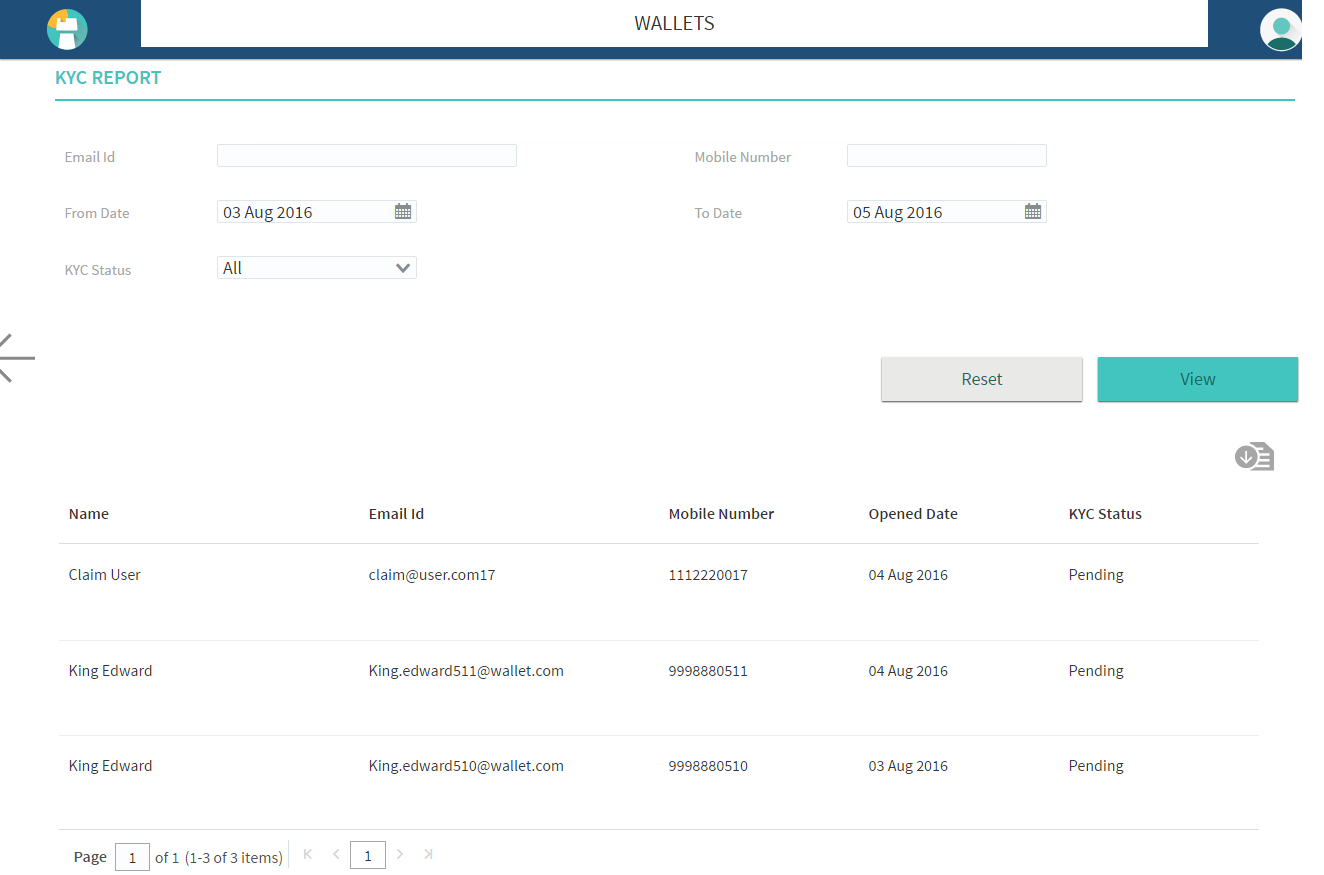 WALLETS
KYC REPORT
Email Id Mobile Number
From Date 03 Aug 2016 To Date 05 Aug 2016
KYC Status All
Reset View
Name Email Id Mobile Number Opened Date KYC Status
Claim User claim@user.com17 1112220017 04 Aug 2016 Pending
King Edward King.edward511@wallet.com 9998880511 04 Aug 2016 Pending
King Edward King.edward510@wallet.com 9998880510 03 Aug 2016 Pending
Page 1 of 1 (1-3 of 3 items) 1